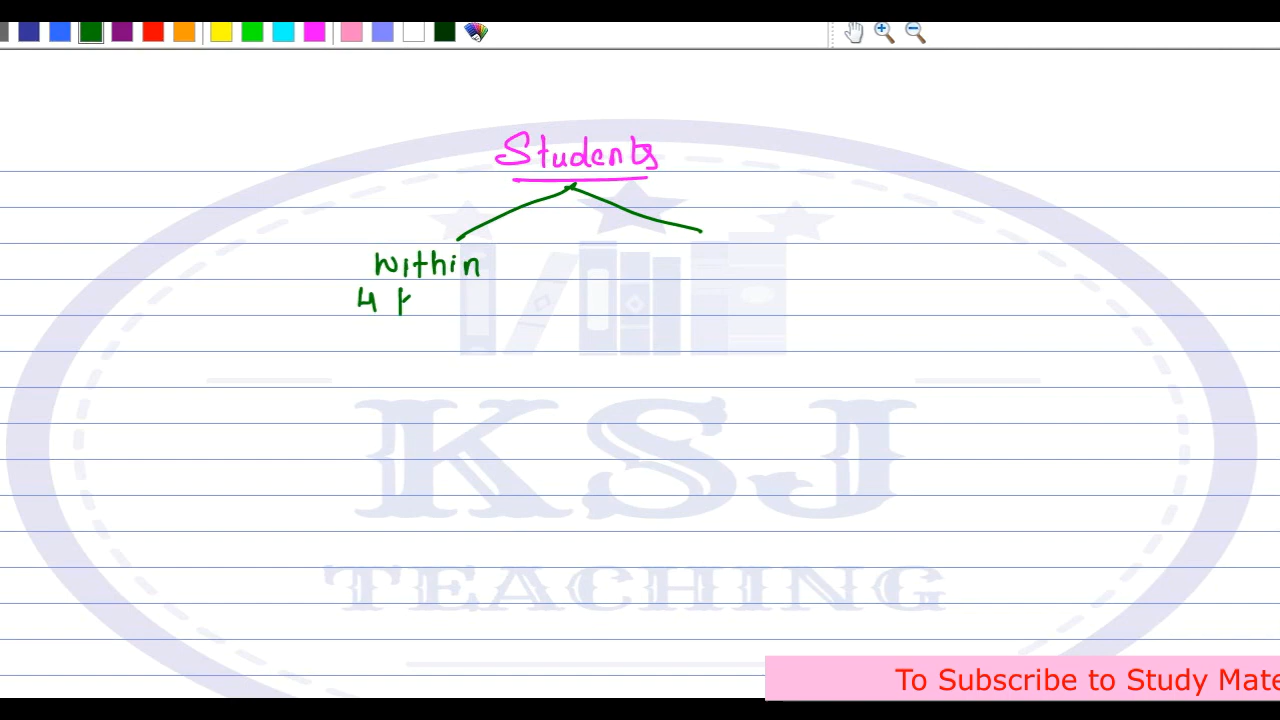 Students
Within
4
KSJ
TEACHING
To Subscribe to Study Mate